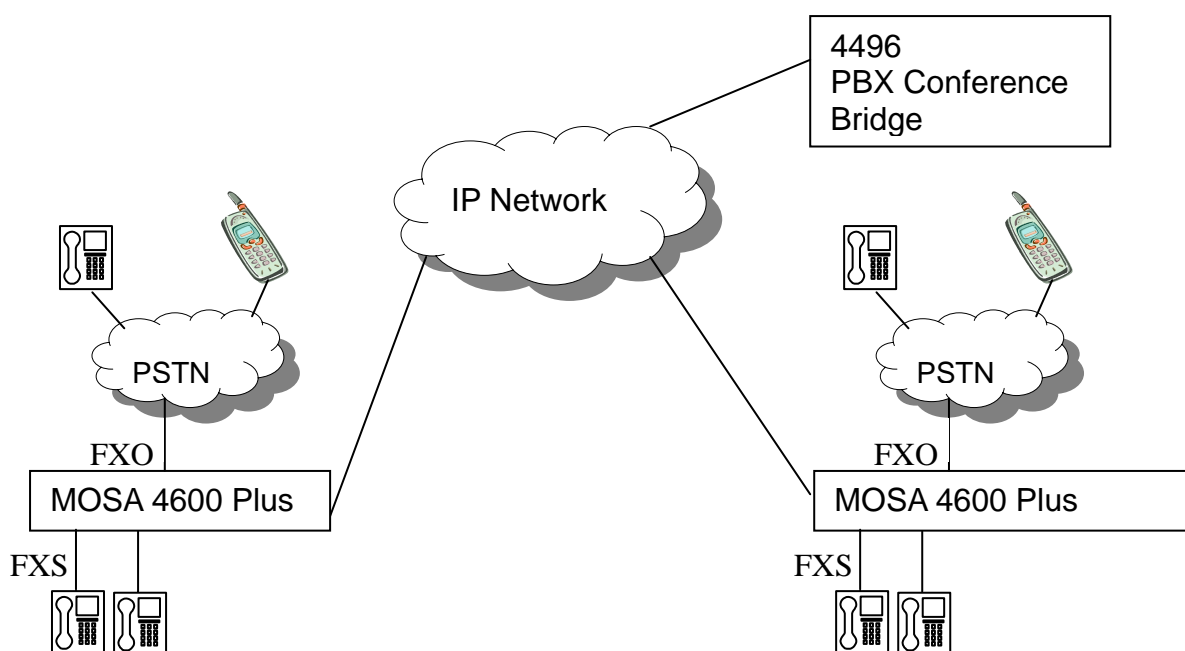 4496
PBX Conference
Bridge
IP Network
PSTN
PSTN
FXO
FXO
MOSA 4600 Plus
MOSA 4600 Plus
FXS
FXS